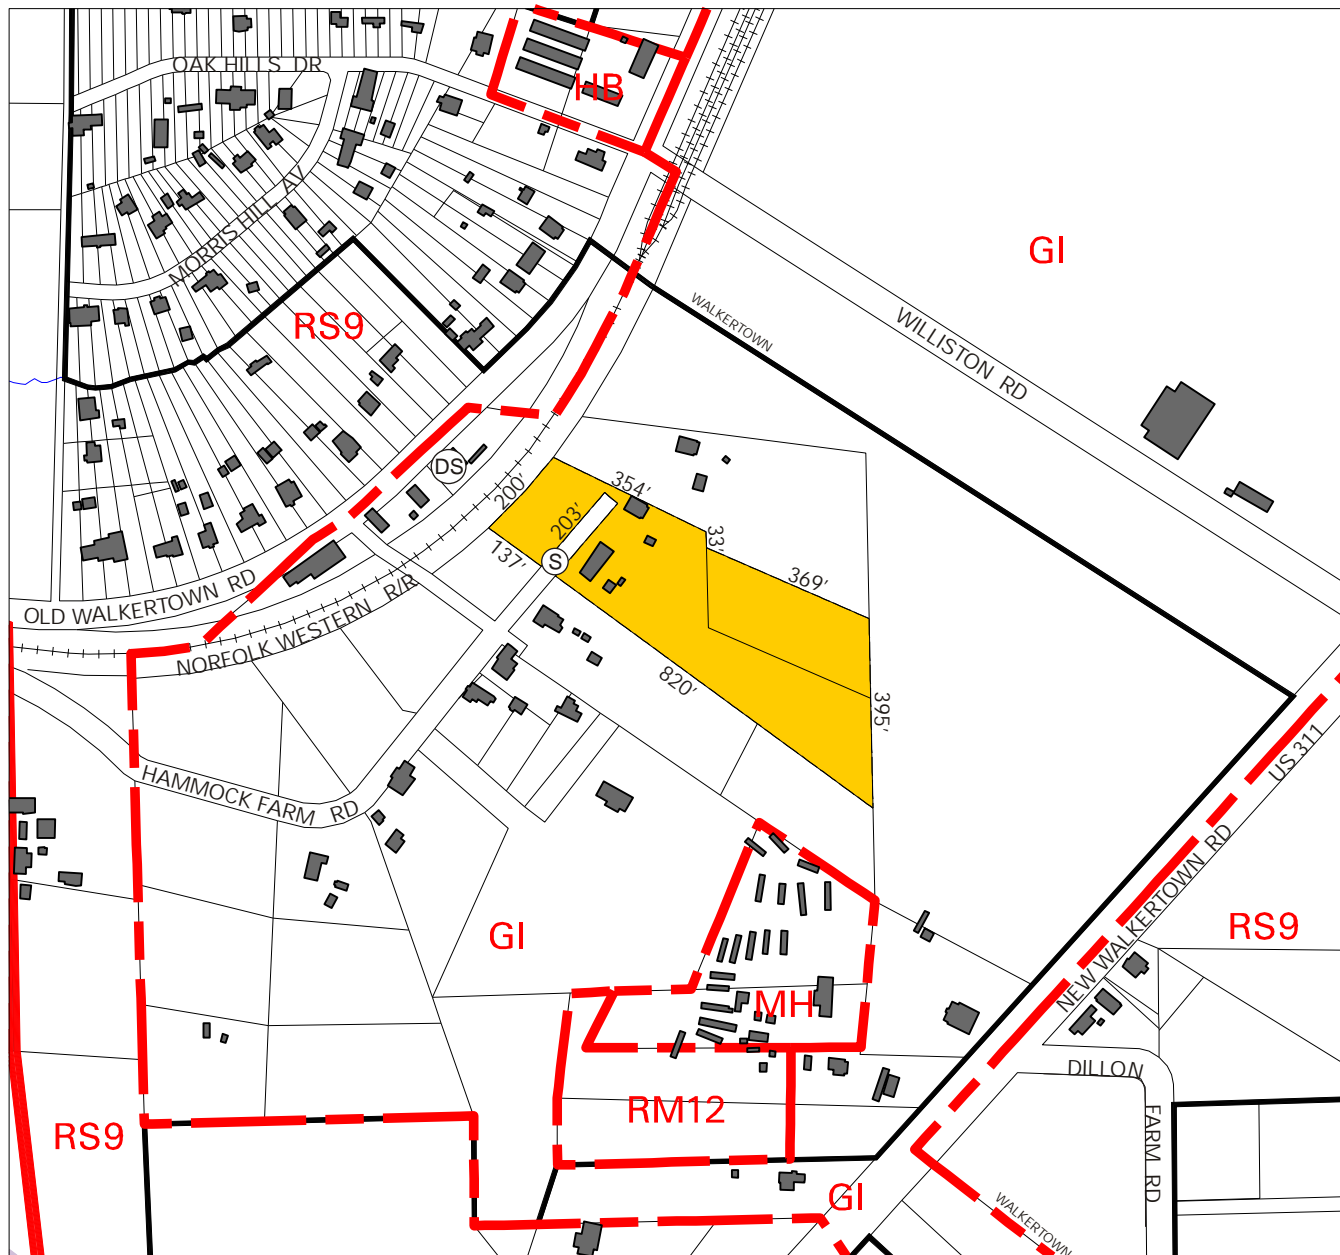 OAK HILLS DR
HB
MORRIS HILL AV
GI
RS9
WALKERTOWN
WILLISTON RD
DS
200'
354'
203'
33'
137'
S
369'
OLD WALKERTOWN RD
NORFOLK WESTERN R/R
820'
395'
US 311
HAMMOCK FARM RD
NEW WALKERTOWN RD
GI
RS9
MH
DILLON
FARM RD
RM12
RS9
GI
WALKERTOWN